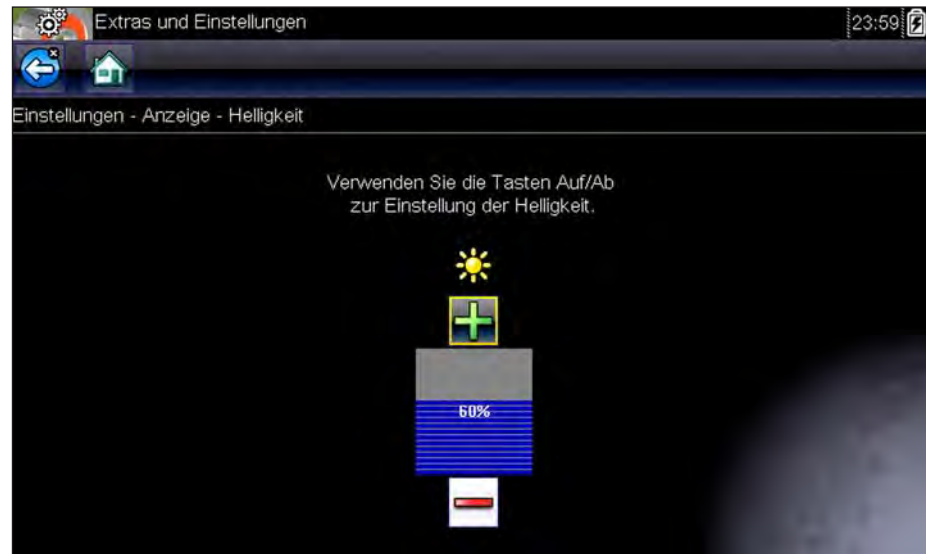 Extras und Einstellungen
23:59
Einstellungen - Anzeige - Helligkeit
Verwenden Sie die Tasten Auf/Ab
zur Einstellung der Helligkeit.
60%